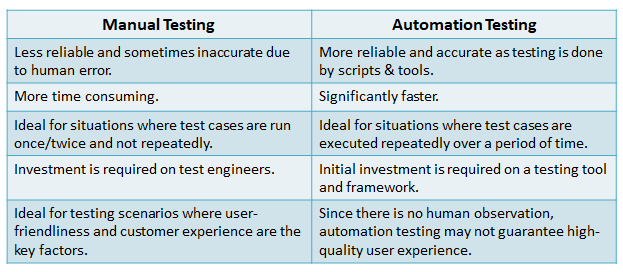 Manual Testing
Automation Testing
Less reliable and sometimes inaccurate due
to human error.
More reliable and accurate as testing is done
by scripts & tools.
More time consuming.
Significantly faster.
Ideal for situations where test cases are run
once/twice and not repeatedly.
Ideal for situations where test cases are
executed repeatedly over a period of time.
Investment is required on test engineers.
Initial investment is required on a testing tool
and framework.
Ideal for testing scenarios where user-
friendliness and customer experience are the
key factors.
Since there is no human observation,
automation testing may not guarantee high-
quality user experience.